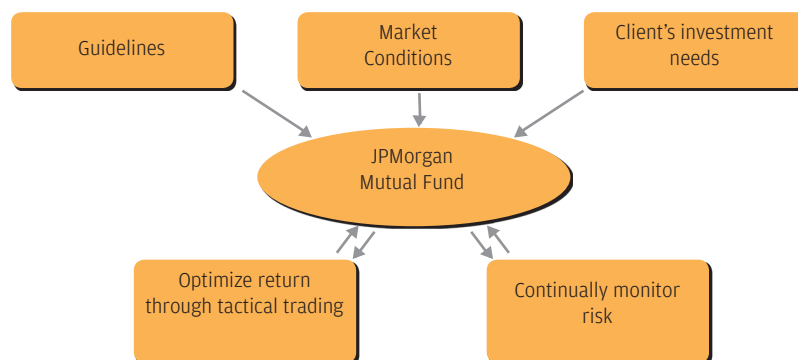 Guidelines
Market
Conditions
Client's investment
needs
JPMorgan
Mutual Fund
Optimize return
through tactical trading
Continually monitor
risk